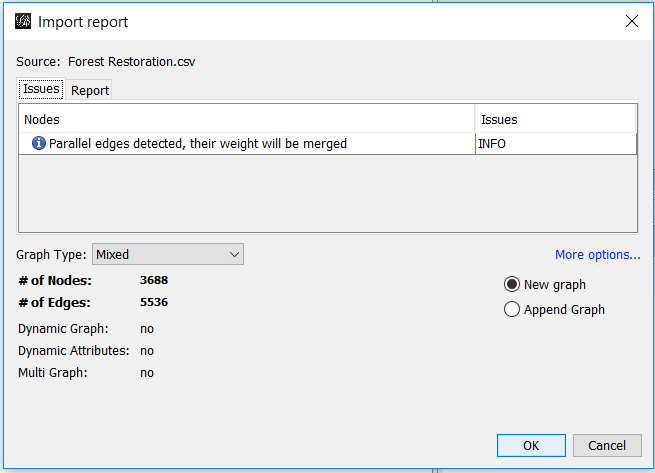 Import report
Source: Forest Restoration.csv
Issues Report
Nodes Issues
Parallel edges detected, their weight will be merged INFO
Graph Type: Mixed More options...
# of Nodes: 3688 New graph
# of Edges: 5536 Append Graph
Dynamic Graph: no
Dynamic Attributes: no
Multi Graph: no
OK Cancel